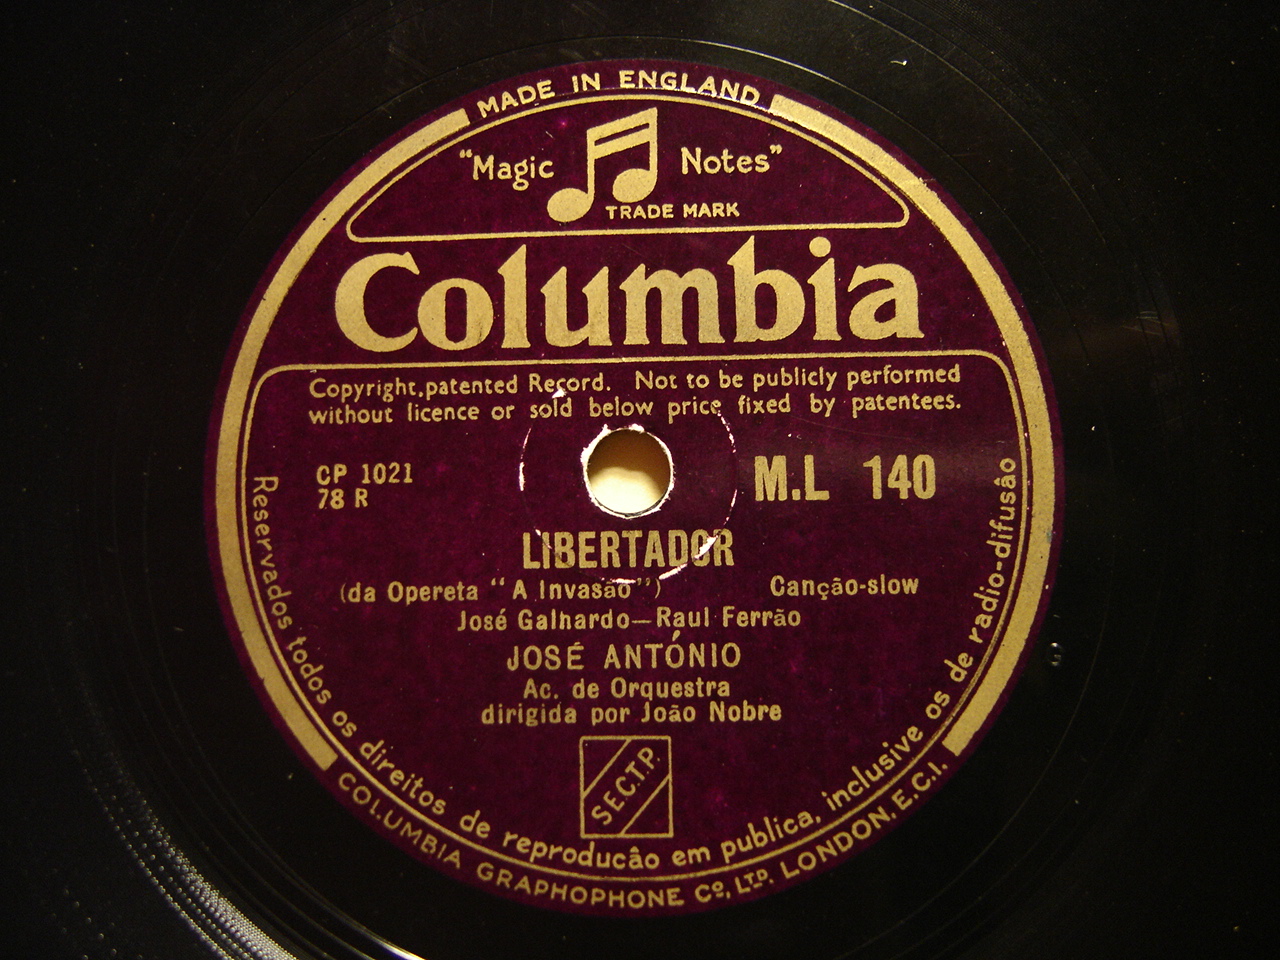 MADE IN ENGLAND
"Magic Notes"
TRADE MARK
Columbia
Copyright, patented Record. Not to be publicly performed
without licence or sold below price fixed by patentees.
CP 1021
78 R
M.L 140
LIBERTADOR
(da Opereta "A Invasão") Canção-slow
José Galhardo—Raul Ferrão
JOSÉ ANTÓNIO
Ac. de Orquestra
dirigida por João Nobre
S.E.C.T.P.
Reservados todos os direitos de reproducâo em publica, inclusive os de radio-difusâo
COLUMBIA GRAPHOPHONE Co, LTD. LONDON. E.C.I.